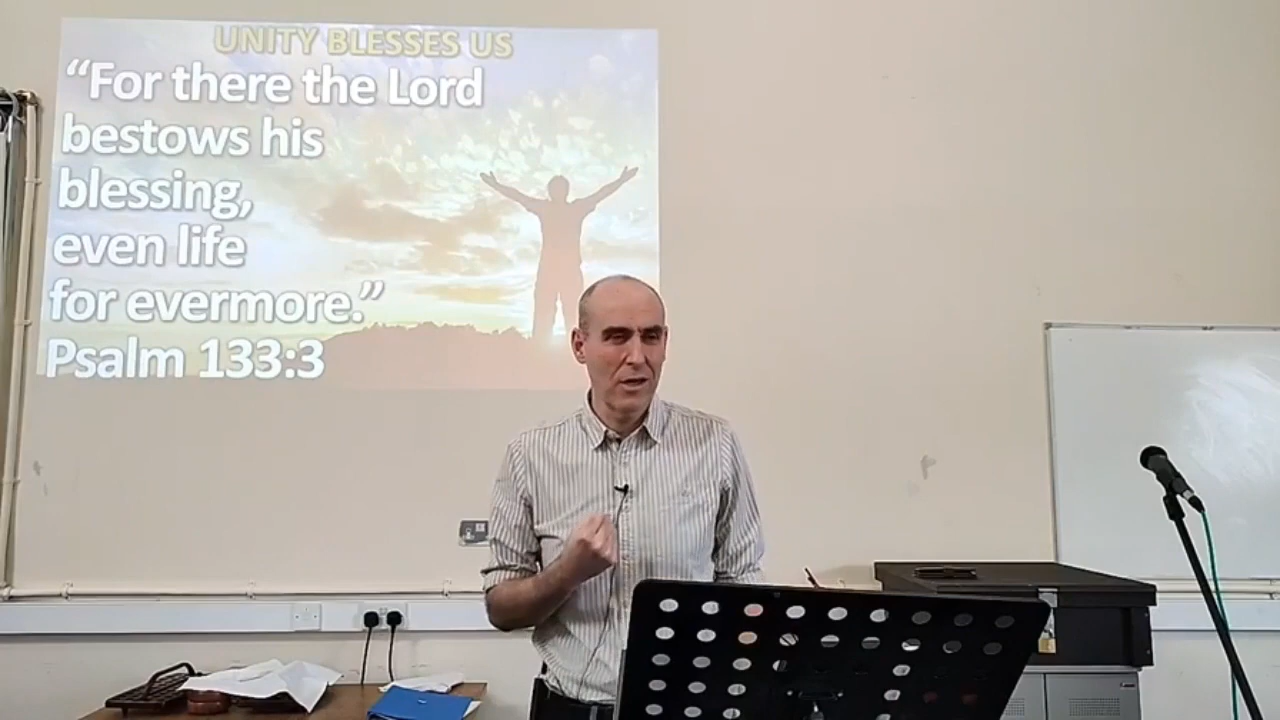 UNITY BLESSES US
“For there the Lord
bestows his
blessing,
even life
for evermore.”
Psalm 133:3